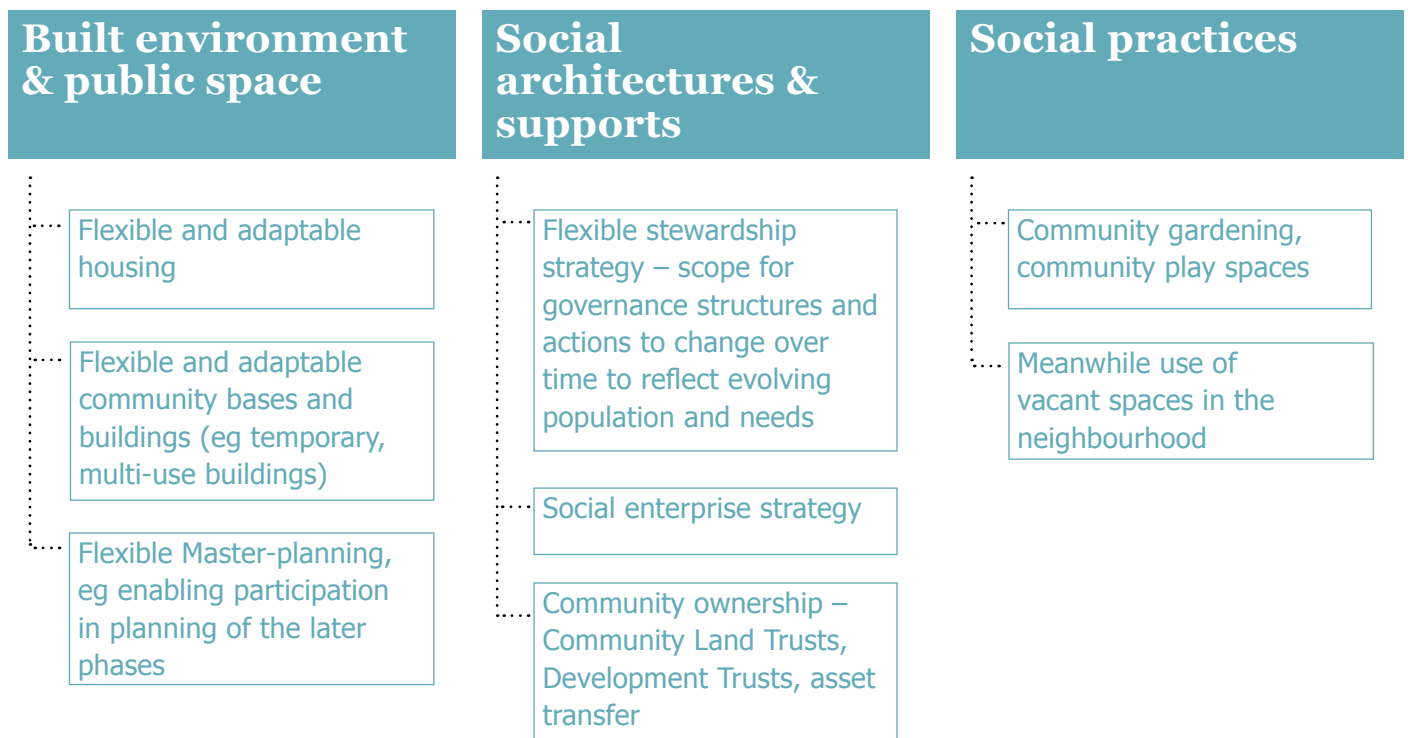 Built environment
& public space
Flexible and adaptable
housing
Flexible and adaptable
community bases and
buildings (eg temporary,
multi-use buildings)
Flexible Master-planning,
eg enabling participation
in planning of the later
phases
Social
architectures &
supports
Flexible stewardship
strategy – scope for
governance structures and
actions to change over
time to reflect evolving
population and needs
Social enterprise strategy
Community ownership –
Community Land Trusts,
Development Trusts, asset
transfer
Social practices
Community gardening,
community play spaces
Meanwhile use of
vacant spaces in the
neighbourhood